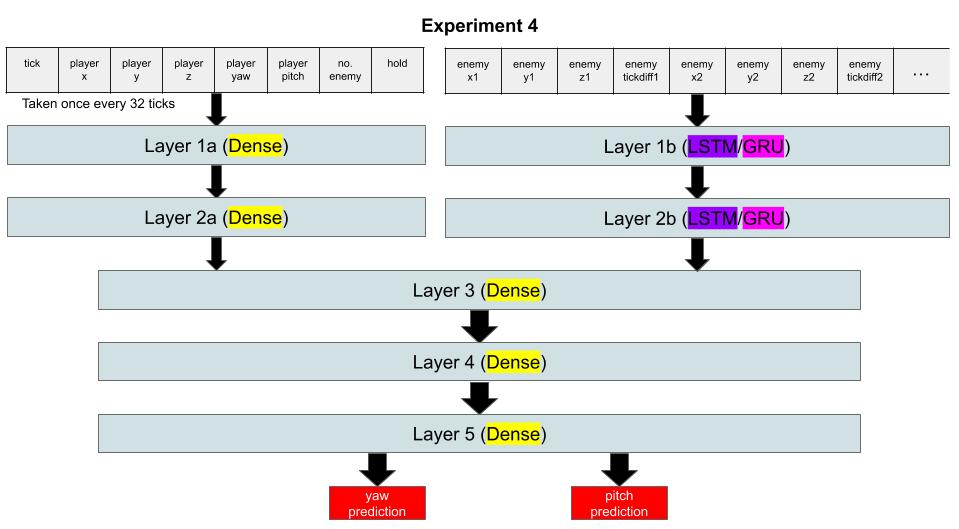 Experiment 4
tick
player
x
player
y
player
z
player
yaw
player
pitch
no.
enemy
hold
enemy
x1
enemy
y1
enemy
z1
enemy
tickdiff1
enemy
x2
enemy
y2
enemy
z2
enemy
tickdiff2
...
Taken once every 32 ticks
Layer 1a (Dense)
Layer 1b (LSTM/GRU)
Layer 2a (Dense)
Layer 2b (LSTM/GRU)
Layer 3 (Dense)
Layer 4 (Dense)
Layer 5 (Dense)
yaw
prediction
pitch
prediction